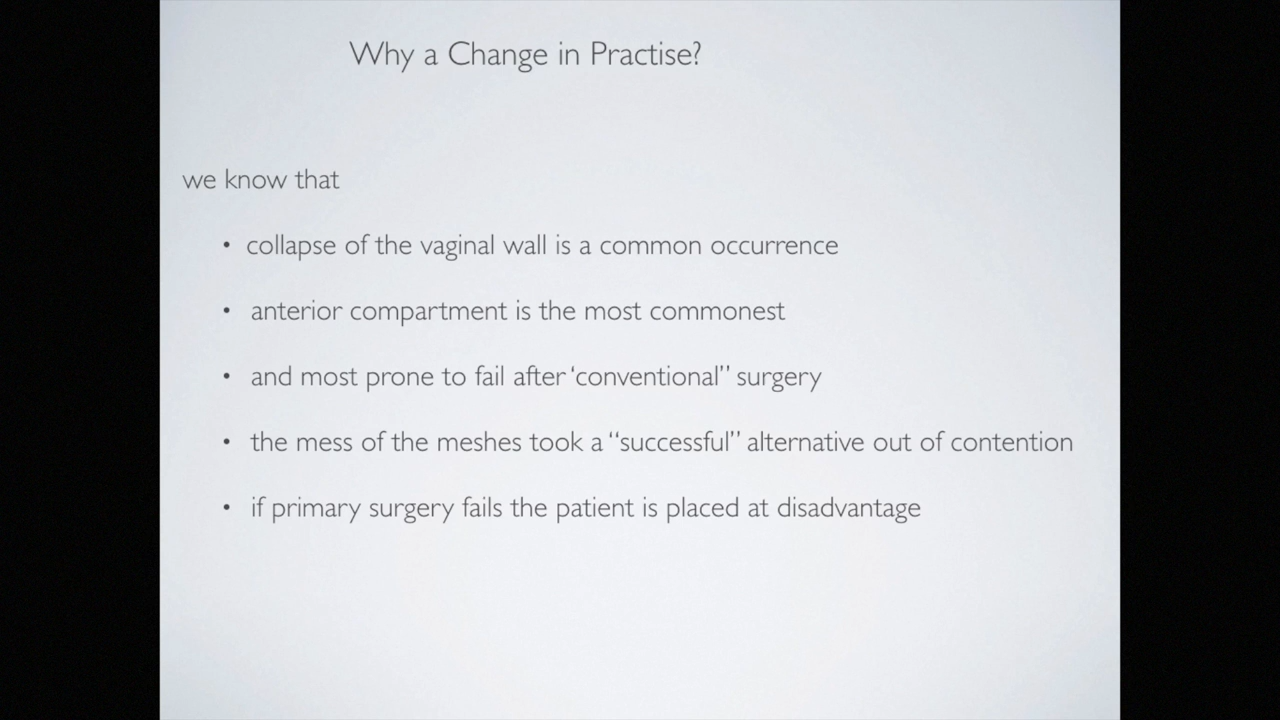 Why a Change in Practise?
we know that
• collapse of the vaginal wall is a common occurrence
• anterior compartment is the most commonest
• and most prone to fail after ‘conventional” surgery
• the mess of the meshes took a “successful” alternative out of contention
• if primary surgery fails the patient is placed at disadvantage